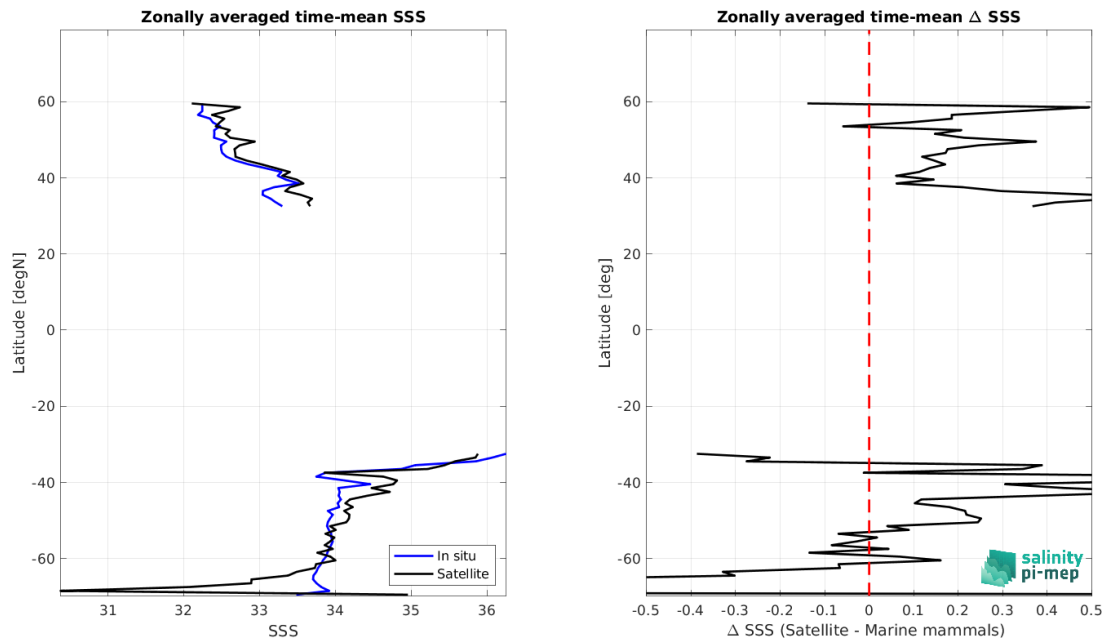 Zonally averaged time-mean SSS
60
40
20
0
-20
-40
-60
Latitude [degN]
31 32 33 34 35 36
SSS
In situ
Satellite
Zonally averaged time-mean Δ SSS
60
40
20
0
-20
-40
-60
Latitude [deg]
-0.5 -0.4 -0.3 -0.2 -0.1 0 0.1 0.2 0.3 0.4 0.5
Δ SSS (Satellite - Marine mammals)
salinity
pi-mep